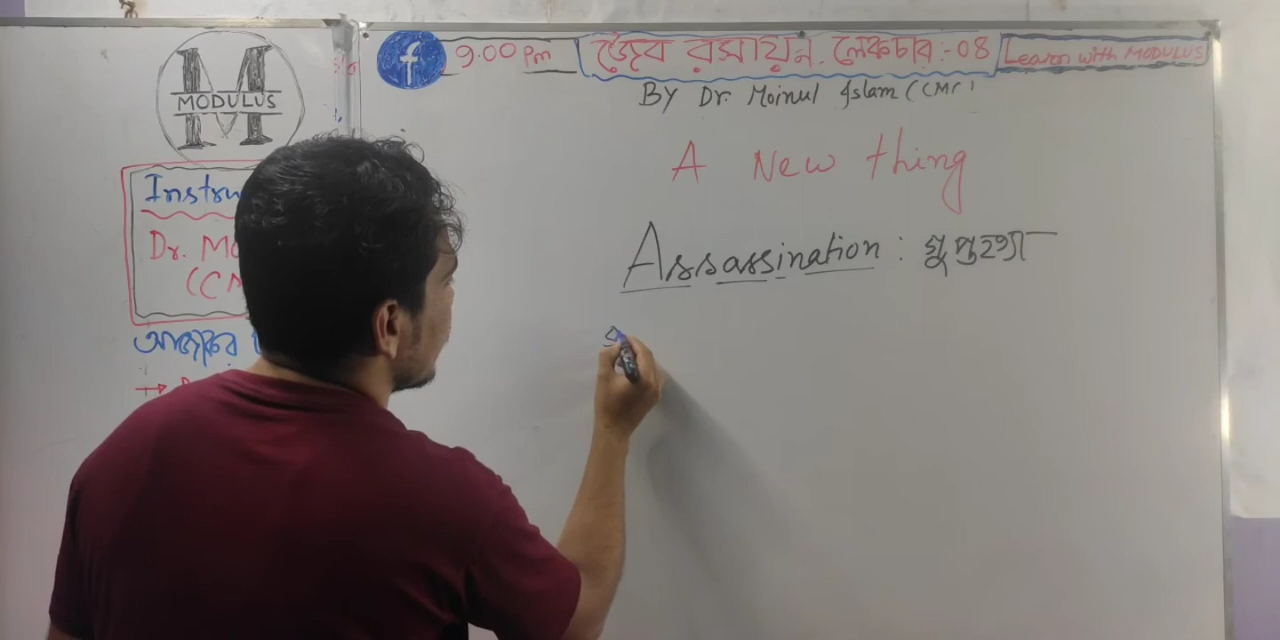 M
MODULUS
Instru
Dr. Mo
(CM
আজকের
f 9.00 Pm জৈব রসায়ন. লেকচার:-08 Learn with MODULUS
BY Dr. Moinul Islam (CMC)
A New thing
Assassination : গুপ্তহত্যা